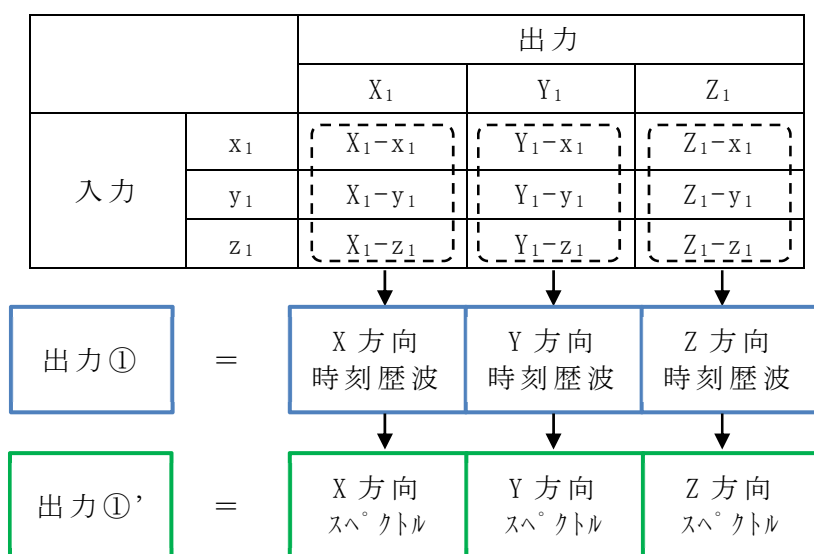 出力
X₁ Y₁ Z₁
入力
x₁ X₁-x₁ Y₁-x₁ Z₁-x₁
y₁ X₁-y₁ Y₁-y₁ Z₁-y₁
z₁ X₁-z₁ Y₁-z₁ Z₁-z₁
出力① =
X 方向
時刻歴波
Y 方向
時刻歴波
Z 方向
時刻歴波
出力①’ =
X 方向
ｽﾍﾟｸﾄﾙ
Y 方向
ｽﾍﾟｸﾄﾙ
Z 方向
ｽﾍﾟｸﾄﾙ